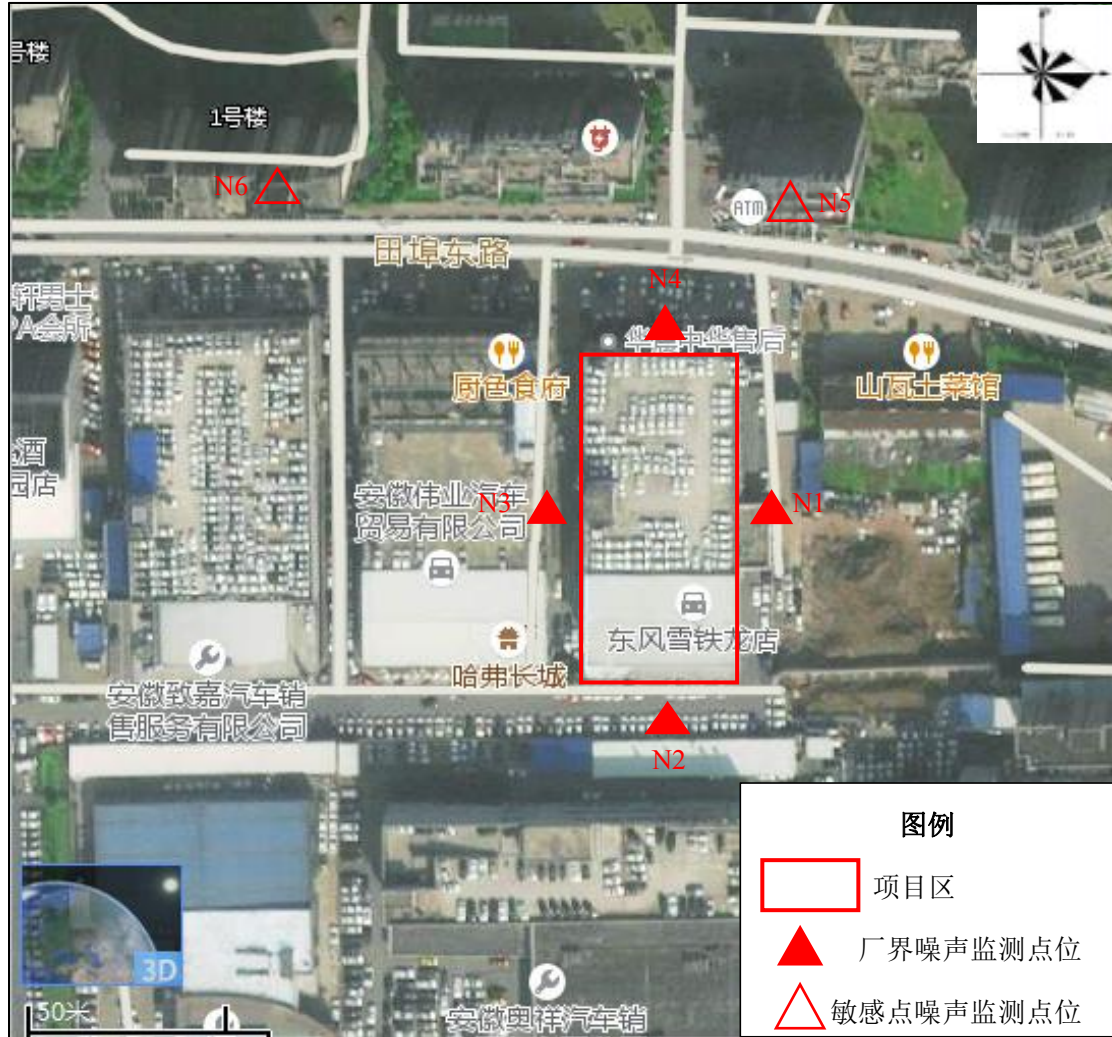 号楼
1号楼
N6
ATM
N5
田埠东路
N4
轩男士
PA会所
华晨中华售后
厨色食府
山瓦土菜馆
酒
园店
安徽伟业汽车
贸易有限公司
N3
N1
东风雪铁龙店
哈弗长城
安徽致嘉汽车销
售服务有限公司
N2
图例
项目区
厂界噪声监测点位
敏感点噪声监测点位
3D
50米
安徽奥祥汽车销